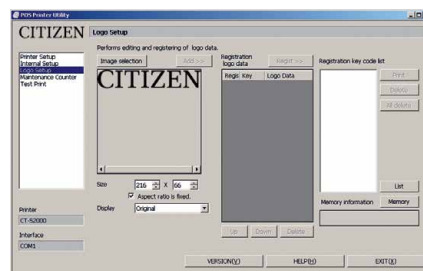 POS Printer Utility
CITIZEN
Logo Setup
Printer Setup
Internal Setup
Logo Setup
Maintenance Counter
Test Print
Performs editing and registering of logo data.
Image selection
Add >>
Registration logo data
Regist >>
Registration key code list
CITIZEN
Regis Key Logo Data
Print
Delete
All delete
Size 216 X 66
Aspect ratio is fixed.
Display Original
List
Memory information
Memory
Up
Down
Delete
Printer
CT-S2000
Interface
COM1
VERSION(V)
HELP(H)
EXIT(X)